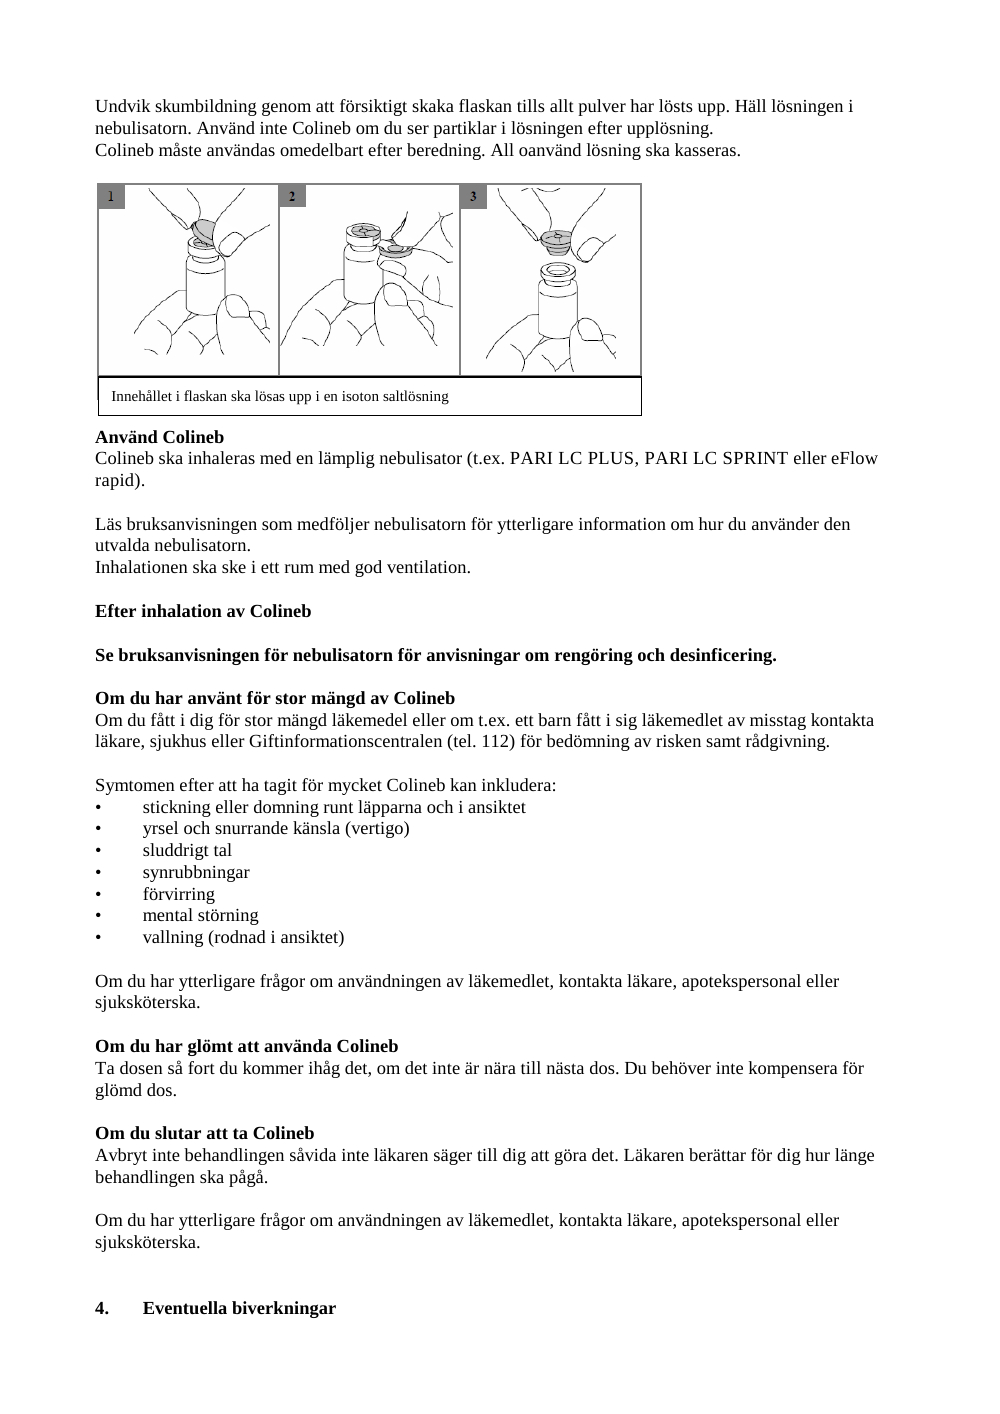 Undvik skumbildning genom att försiktigt skaka flaskan tills allt pulver har lösts upp. Häll lösningen i
nebulisatorn. Använd inte Colineb om du ser partiklar i lösningen efter upplösning.
Colineb måste användas omedelbart efter beredning. All oanvänd lösning ska kasseras.
1 2 3
Innehållet i flaskan ska lösas upp i en isoton saltlösning
Använd Colineb
Colineb ska inhaleras med en lämplig nebulisator (t.ex. PARI LC PLUS, PARI LC SPRINT eller eFlow
rapid).
Läs bruksanvisningen som medföljer nebulisatorn för ytterligare information om hur du använder den
utvalda nebulisatorn.
Inhalationen ska ske i ett rum med god ventilation.
Efter inhalation av Colineb
Se bruksanvisningen för nebulisatorn för anvisningar om rengöring och desinficering.
Om du har använt för stor mängd av Colineb
Om du fått i dig för stor mängd läkemedel eller om t.ex. ett barn fått i sig läkemedlet av misstag kontakta
läkare, sjukhus eller Giftinformationscentralen (tel. 112) för bedömning av risken samt rådgivning.
Symtomen efter att ha tagit för mycket Colineb kan inkludera:
• stickning eller domning runt läpparna och i ansiktet
• yrsel och snurrande känsla (vertigo)
• sluddrigt tal
• synrubbningar
• förvirring
• mental störning
• vallning (rodnad i ansiktet)
Om du har ytterligare frågor om användningen av läkemedlet, kontakta läkare, apotekspersonal eller
sjuksköterska.
Om du har glömt att använda Colineb
Ta dosen så fort du kommer ihåg det, om det inte är nära till nästa dos. Du behöver inte kompensera för
glömd dos.
Om du slutar att ta Colineb
Avbryt inte behandlingen såvida inte läkaren säger till dig att göra det. Läkaren berättar för dig hur länge
behandlingen ska pågå.
Om du har ytterligare frågor om användningen av läkemedlet, kontakta läkare, apotekspersonal eller
sjuksköterska.
4. Eventuella biverkningar